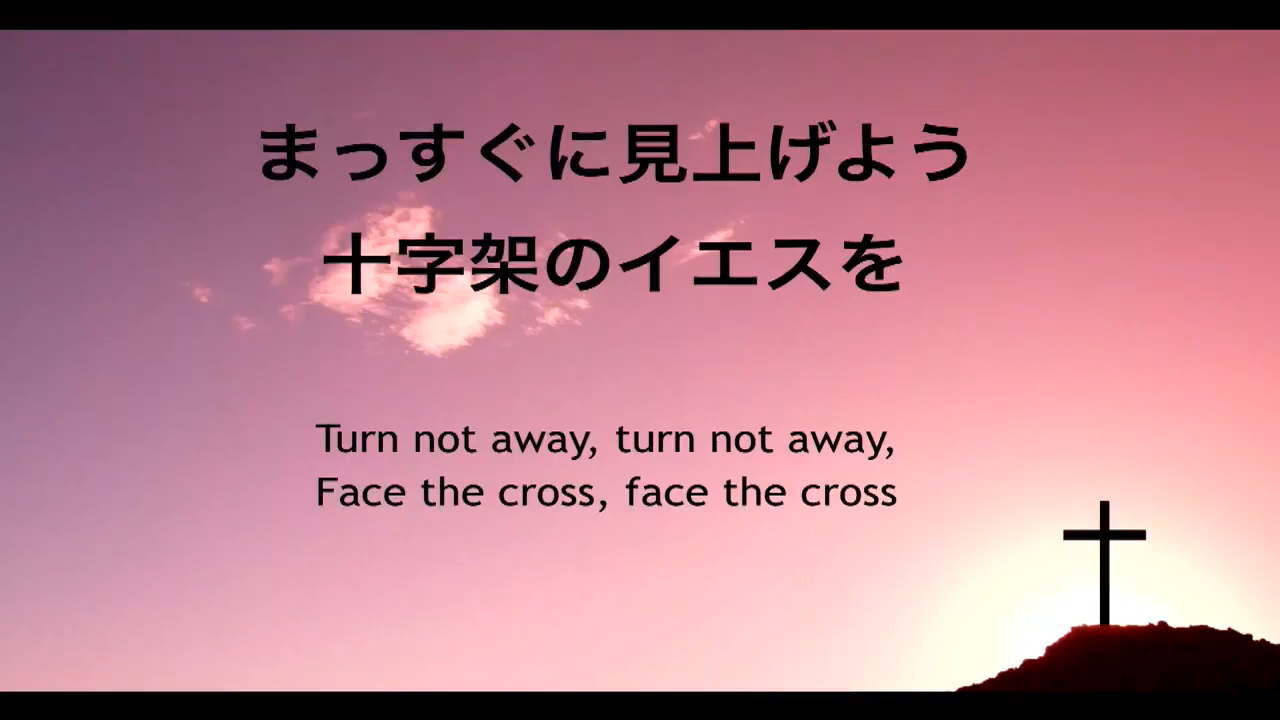 まっすぐに見上げよう
十字架のイエスを
Turn not away, turn not away,
Face the cross, face the cross